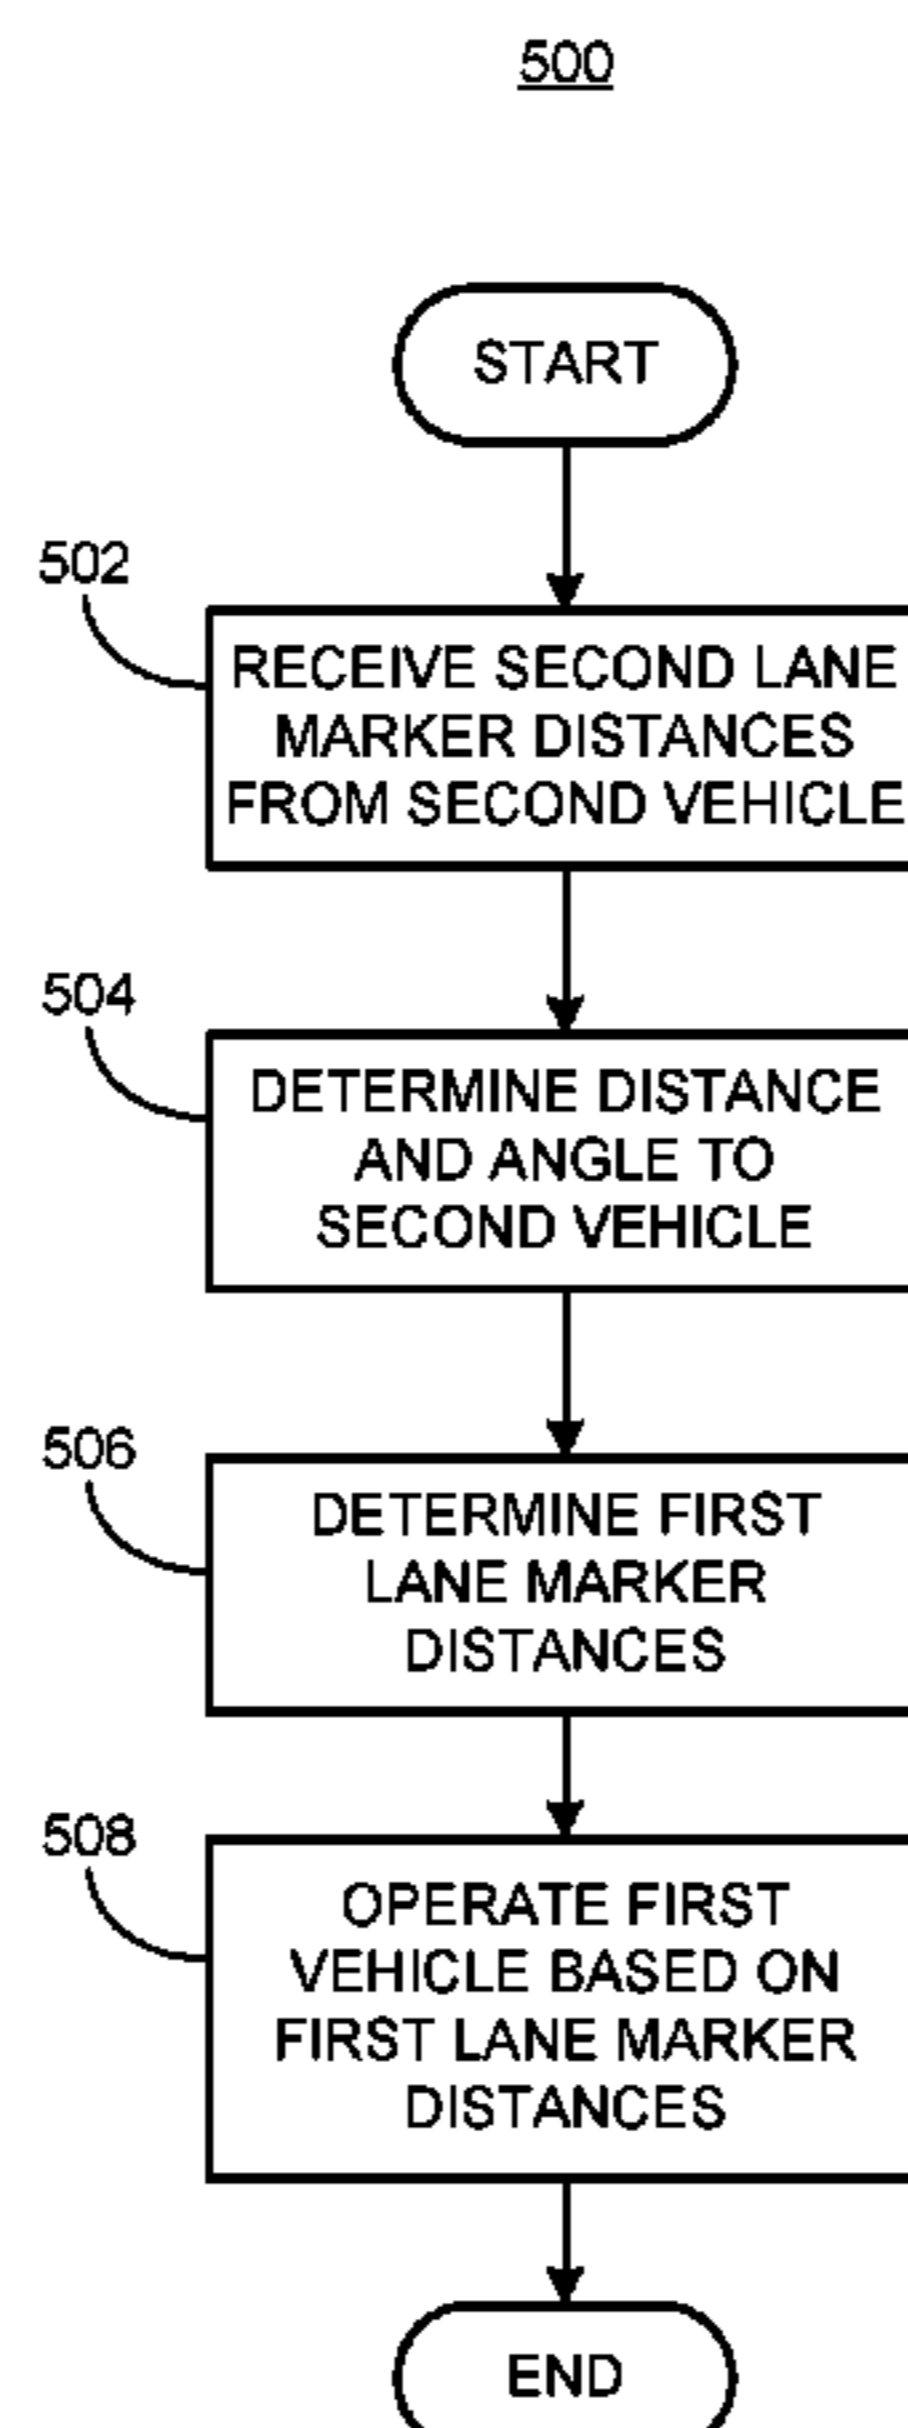 500
START
502
RECEIVE SECOND LANE
MARKER DISTANCES
FROM SECOND VEHICLE
504
DETERMINE DISTANCE
AND ANGLE TO
SECOND VEHICLE
506
DETERMINE FIRST
LANE MARKER
DISTANCES
508
OPERATE FIRST
VEHICLE BASED ON
FIRST LANE MARKER
DISTANCES
END